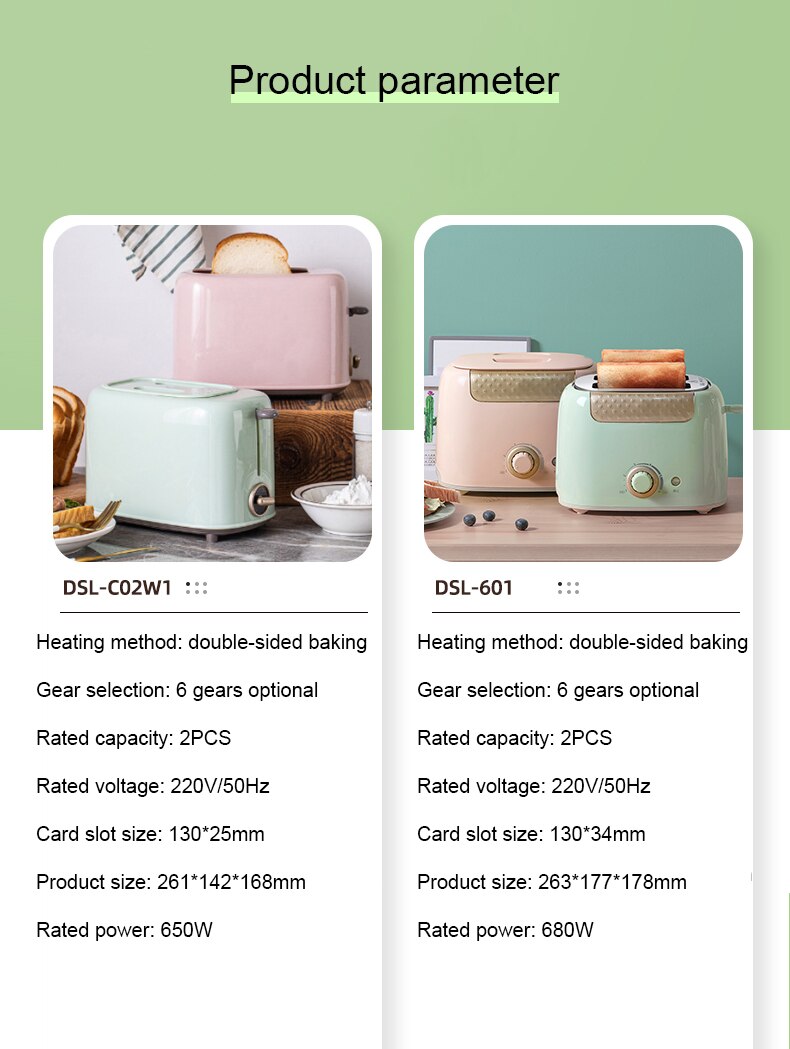 Product parameter
DSL-C02W1
Heating method: double-sided baking
Gear selection: 6 gears optional
Rated capacity: 2PCS
Rated voltage: 220V/50Hz
Card slot size: 130*25mm
Product size: 261*142*168mm
Rated power: 650W
DSL-601
Heating method: double-sided baking
Gear selection: 6 gears optional
Rated capacity: 2PCS
Rated voltage: 220V/50Hz
Card slot size: 130*34mm
Product size: 263*177*178mm
Rated power: 680W